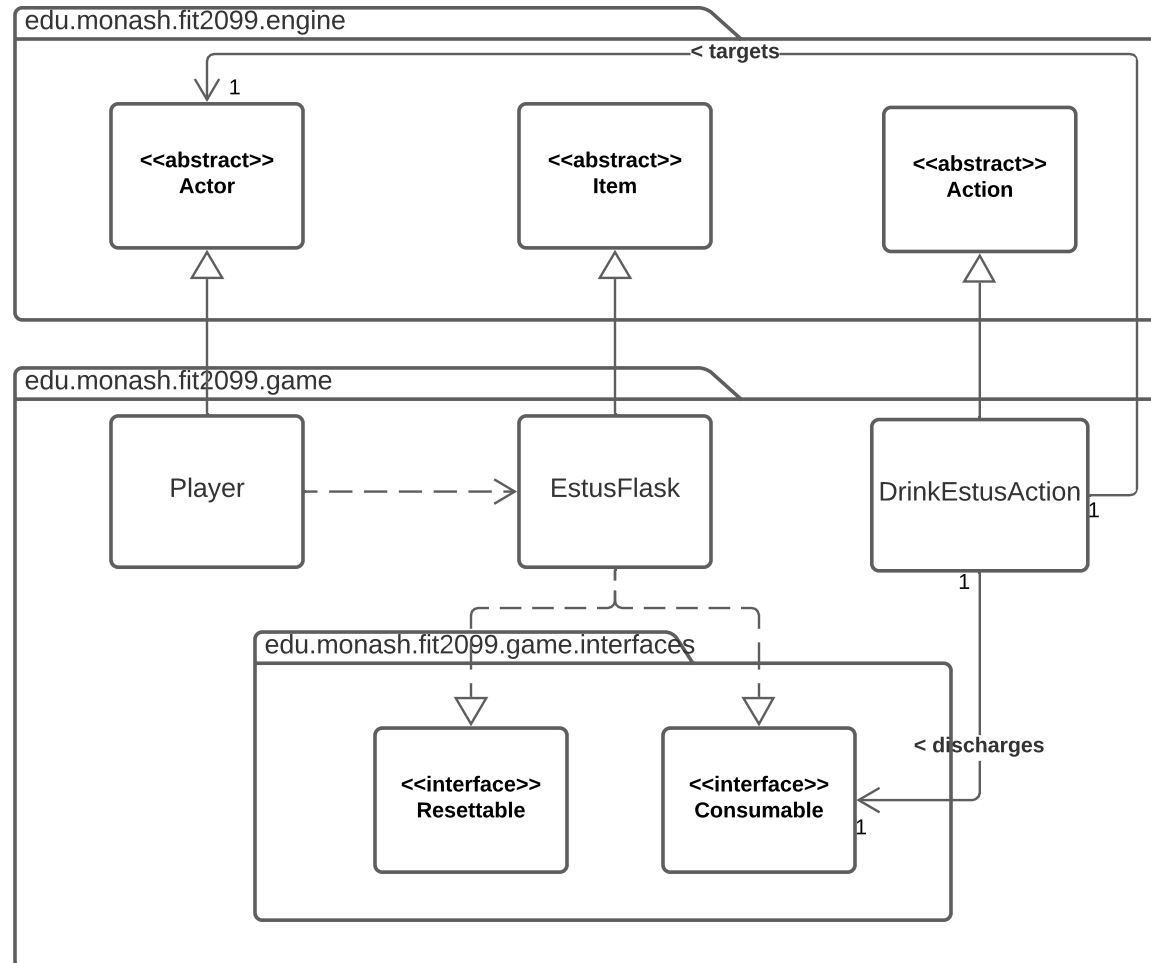 edu.monash.fit2099.engine
< targets
1
<<abstract>>
Actor
<<abstract>>
Item
<<abstract>>
Action
edu.monash.fit2099.game
Player
EstusFlask
DrinkEstusAction
1
1
edu.monash.fit2099.game.interfaces
< discharges
<<interface>>
Resettable
<<interface>>
Consumable
1